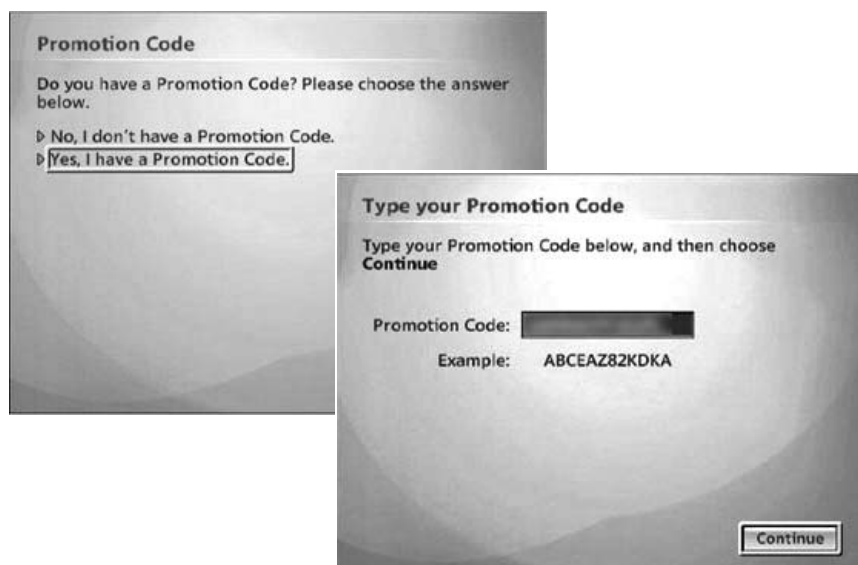 Promotion Code
Do you have a Promotion Code? Please choose the answer
below.
No, I don't have a Promotion Code.
Yes, I have a Promotion Code.
Type your Promotion Code
Type your Promotion Code below, and then choose
Continue
Promotion Code:
Example: ABCEAZ82KDKA
Continue